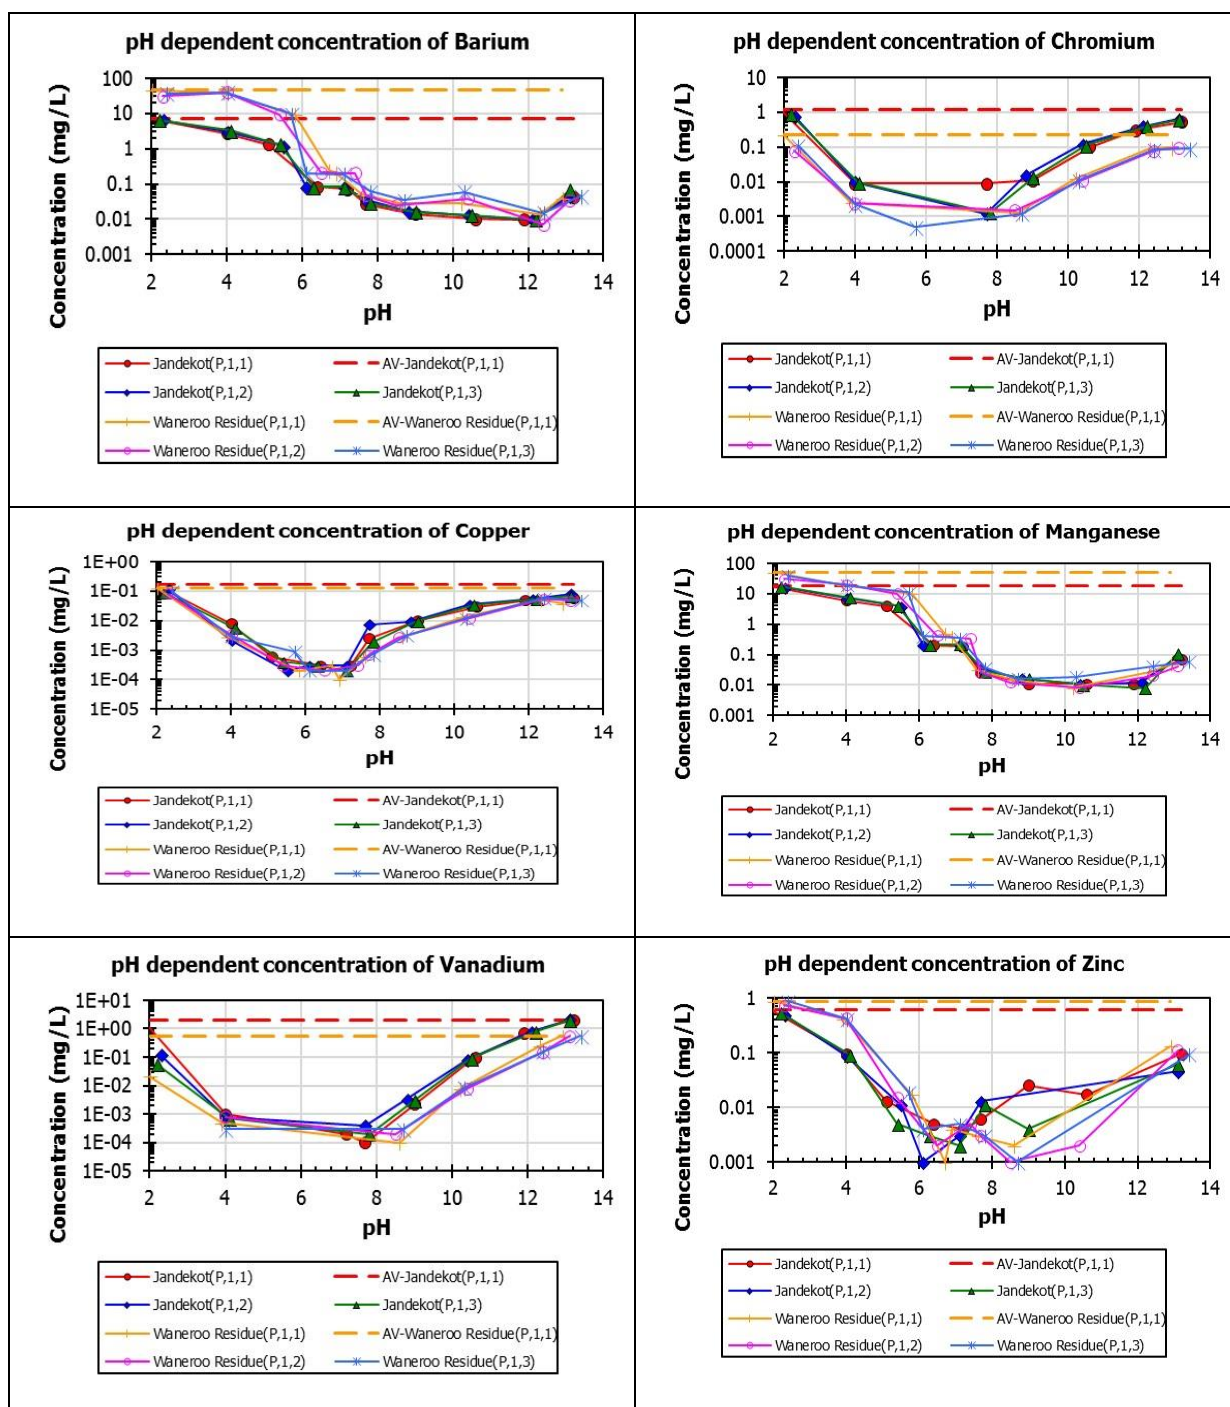 pH dependent concentration of Barium
Concentration (mg/L)
100
10
1
0.1
0.01
0.001
2 4 6 8 10 12 14
pH
Jandekot(P,1,1) AV-Jandekot(P,1,1)
Jandekot(P,1,2) Jandekot(P,1,3)
Waneroo Residue(P,1,1) AV-Waneroo Residue(P,1,1)
Waneroo Residue(P,1,2) Waneroo Residue(P,1,3)
pH dependent concentration of Chromium
Concentration (mg/L)
10
1
0.1
0.01
0.001
0.0001
2 4 6 8 10 12 14
pH
Jandekot(P,1,1) AV-Jandekot(P,1,1)
Jandekot(P,1,2) Jandekot(P,1,3)
Waneroo Residue(P,1,1) AV-Waneroo Residue(P,1,1)
Waneroo Residue(P,1,2) Waneroo Residue(P,1,3)
pH dependent concentration of Copper
Concentration (mg/L)
1E+00
1E-01
1E-02
1E-03
1E-04
1E-05
2 4 6 8 10 12 14
pH
Jandekot(P,1,1) AV-Jandekot(P,1,1)
Jandekot(P,1,2) Jandekot(P,1,3)
Waneroo Residue(P,1,1) AV-Waneroo Residue(P,1,1)
Waneroo Residue(P,1,2) Waneroo Residue(P,1,3)
pH dependent concentration of Manganese
Concentration (mg/L)
100
10
1
0.1
0.01
0.001
2 4 6 8 10 12 14
pH
Jandekot(P,1,1) AV-Jandekot(P,1,1)
Jandekot(P,1,2) Jandekot(P,1,3)
Waneroo Residue(P,1,1) AV-Waneroo Residue(P,1,1)
Waneroo Residue(P,1,2) Waneroo Residue(P,1,3)
pH dependent concentration of Vanadium
Concentration (mg/L)
1E+01
1E+00
1E-01
1E-02
1E-03
1E-04
1E-05
2 4 6 8 10 12 14
pH
Jandekot(P,1,1) AV-Jandekot(P,1,1)
Jandekot(P,1,2) Jandekot(P,1,3)
Waneroo Residue(P,1,1) AV-Waneroo Residue(P,1,1)
Waneroo Residue(P,1,2) Waneroo Residue(P,1,3)
pH dependent concentration of Zinc
Concentration (mg/L)
1
0.1
0.01
0.001
2 4 6 8 10 12 14
pH
Jandekot(P,1,1) AV-Jandekot(P,1,1)
Jandekot(P,1,2) Jandekot(P,1,3)
Waneroo Residue(P,1,1) AV-Waneroo Residue(P,1,1)
Waneroo Residue(P,1,2) Waneroo Residue(P,1,3)